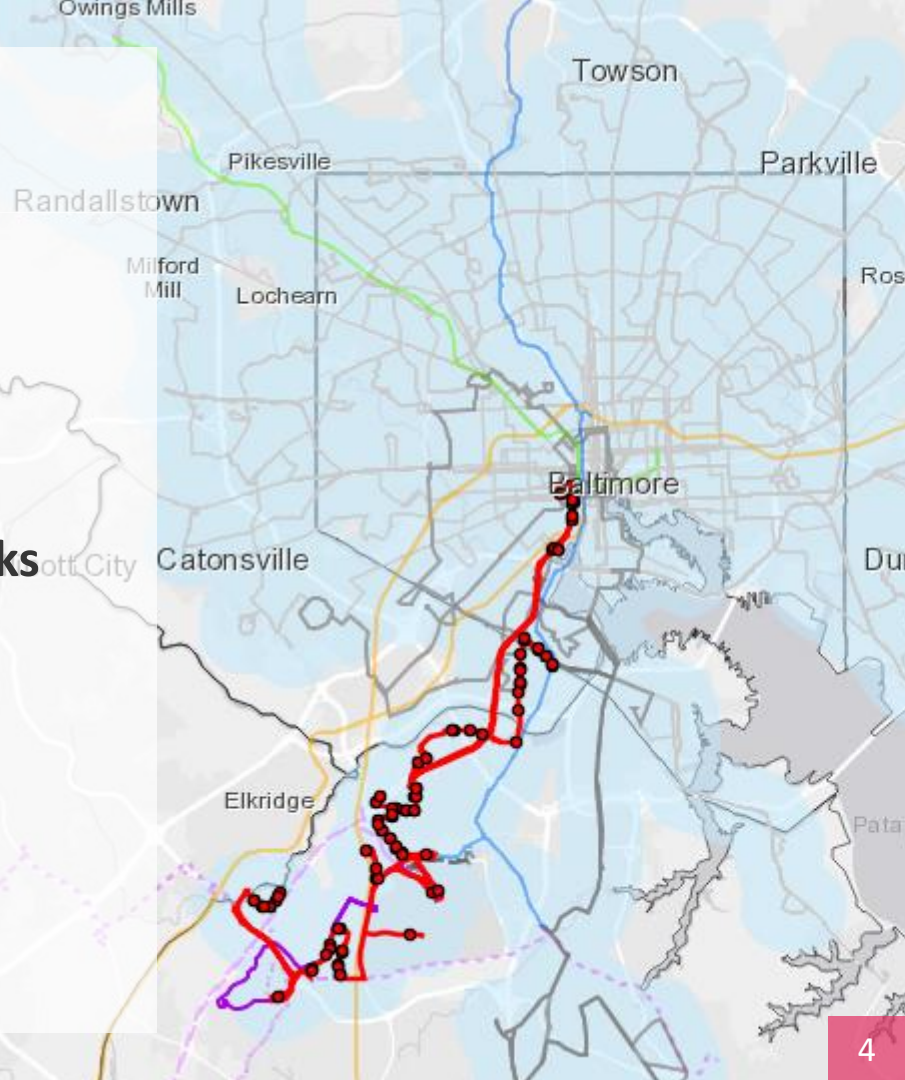 Owings Mills
Towson
Pikesville
Parkville
Randallstown
Milford
Mill
Ros
Lochearn
Baltimore
ks
ott City
Catonsville
Du
Elkridge
Pata
4